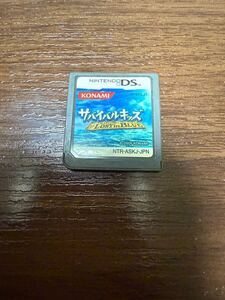 NINTENDO DS
KONAMI
サバイバルキッズ
LOST in BLUE
NTR-ASKJ-JPN